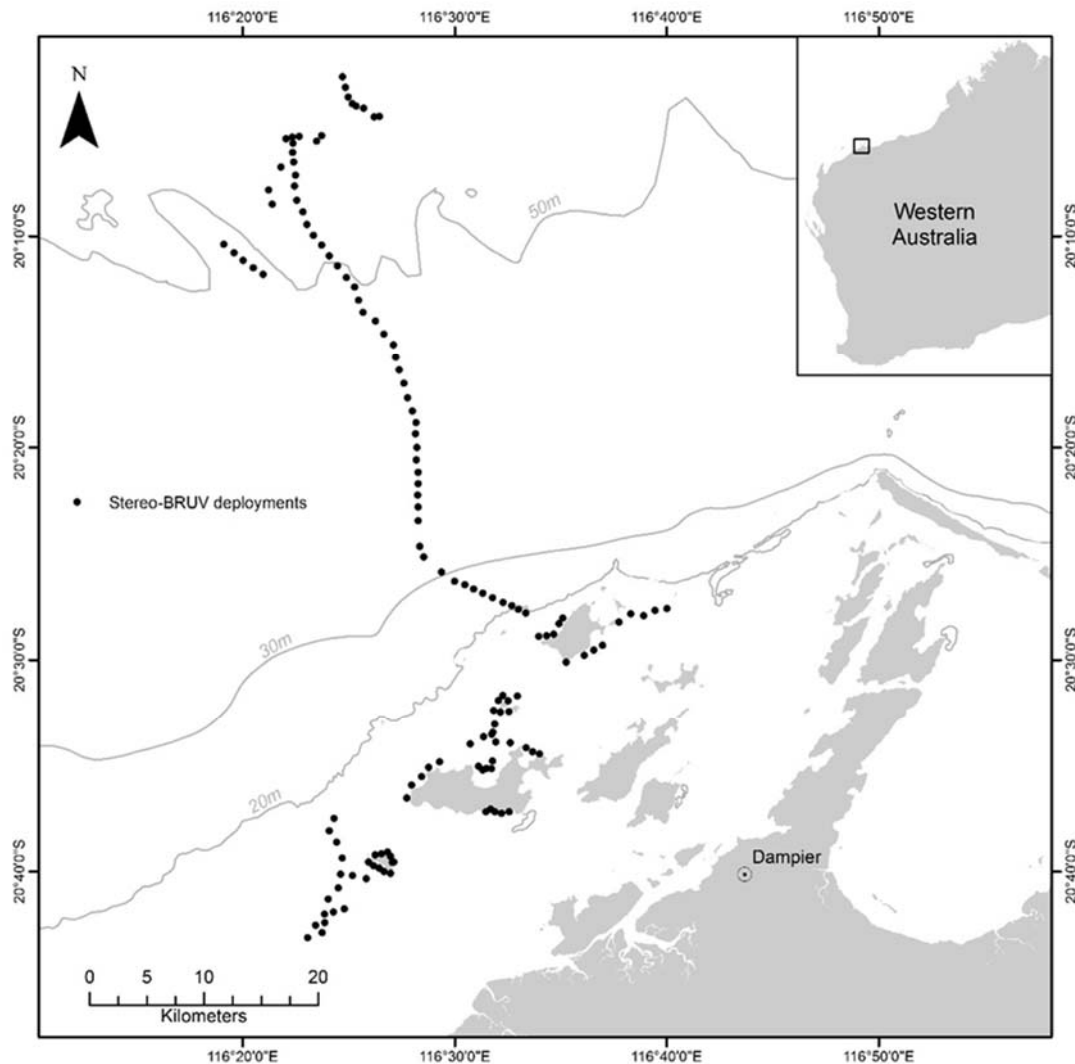 116°20'0"E 116°30'0"E 116°40'0"E 116°50'0"E
N
50m
Western
Australia
20°10'0"S 20°10'0"S
20°20'0"S 20°20'0"S
Stereo-BRUV deployments
30m
20°30'0"S 20°30'0"S
20m
Dampier
20°40'0"S 20°40'0"S
0 5 10 20
Kilometers
116°20'0"E 116°30'0"E 116°40'0"E 116°50'0"E